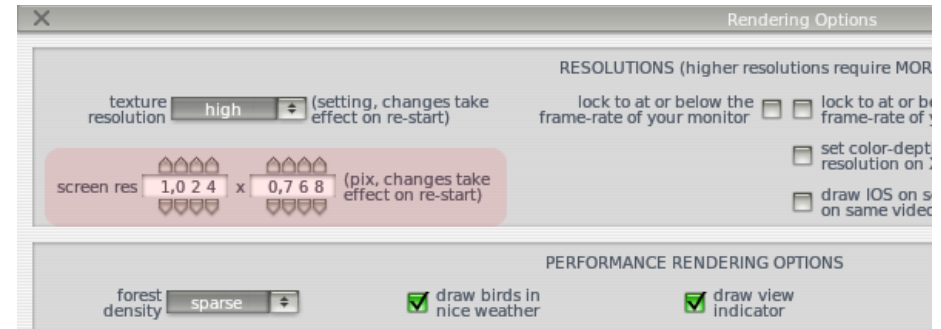 Rendering Options
RESOLUTIONS (higher resolutions require MOR
texture
resolution
high
(setting, changes take
effect on re-start)
lock to at or below the
frame-rate of your monitor
lock to at or be
frame-rate of y
set color-dept
resolution on
screen res
1,0 2 4
x
0,7 6 8
(pix, changes take
effect on re-start)
draw IOS on s
on same video
PERFORMANCE RENDERING OPTIONS
forest
density
sparse
draw birds in
nice weather
draw view
indicator